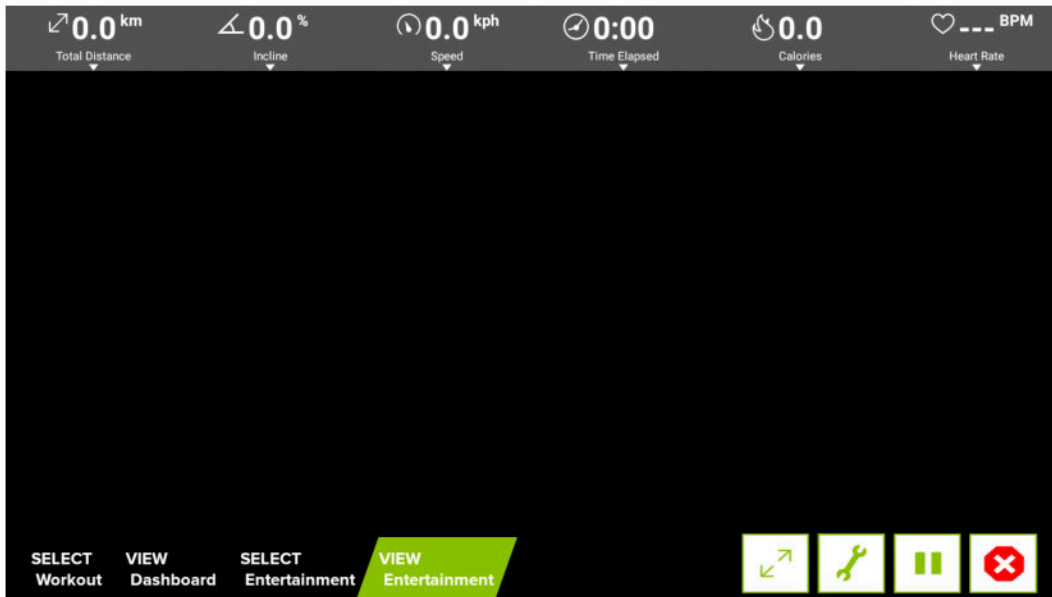 0.0 km
Total Distance
0.0 %
Incline
0.0 kph
Speed
0:00
Time Elapsed
0.0
Calories
--- BPM
Heart Rate
SELECT
Workout
VIEW
Dashboard
SELECT
Entertainment
VIEW
Entertainment